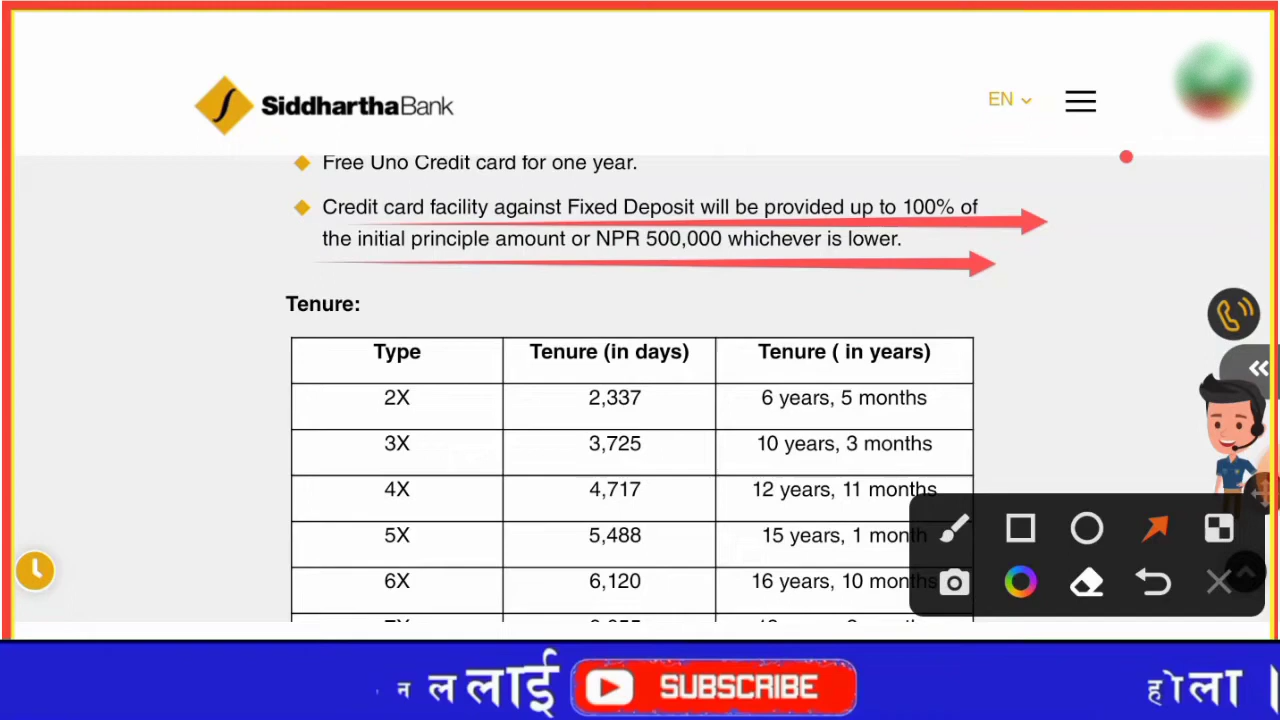 SiddharthaBank
EN
Free Uno Credit card for one year.
Credit card facility against Fixed Deposit will be provided up to 100% of
the initial principle amount or NPR 500,000 whichever is lower.
Tenure:
Type Tenure (in days) Tenure ( in years)
2X 2,337 6 years, 5 months
3X 3,725 10 years, 3 months
4X 4,717 12 years, 11 months
5X 5,488 15 years, 1 month
6X 6,120 16 years, 10 months
न ललाई SUBSCRIBE होला ।